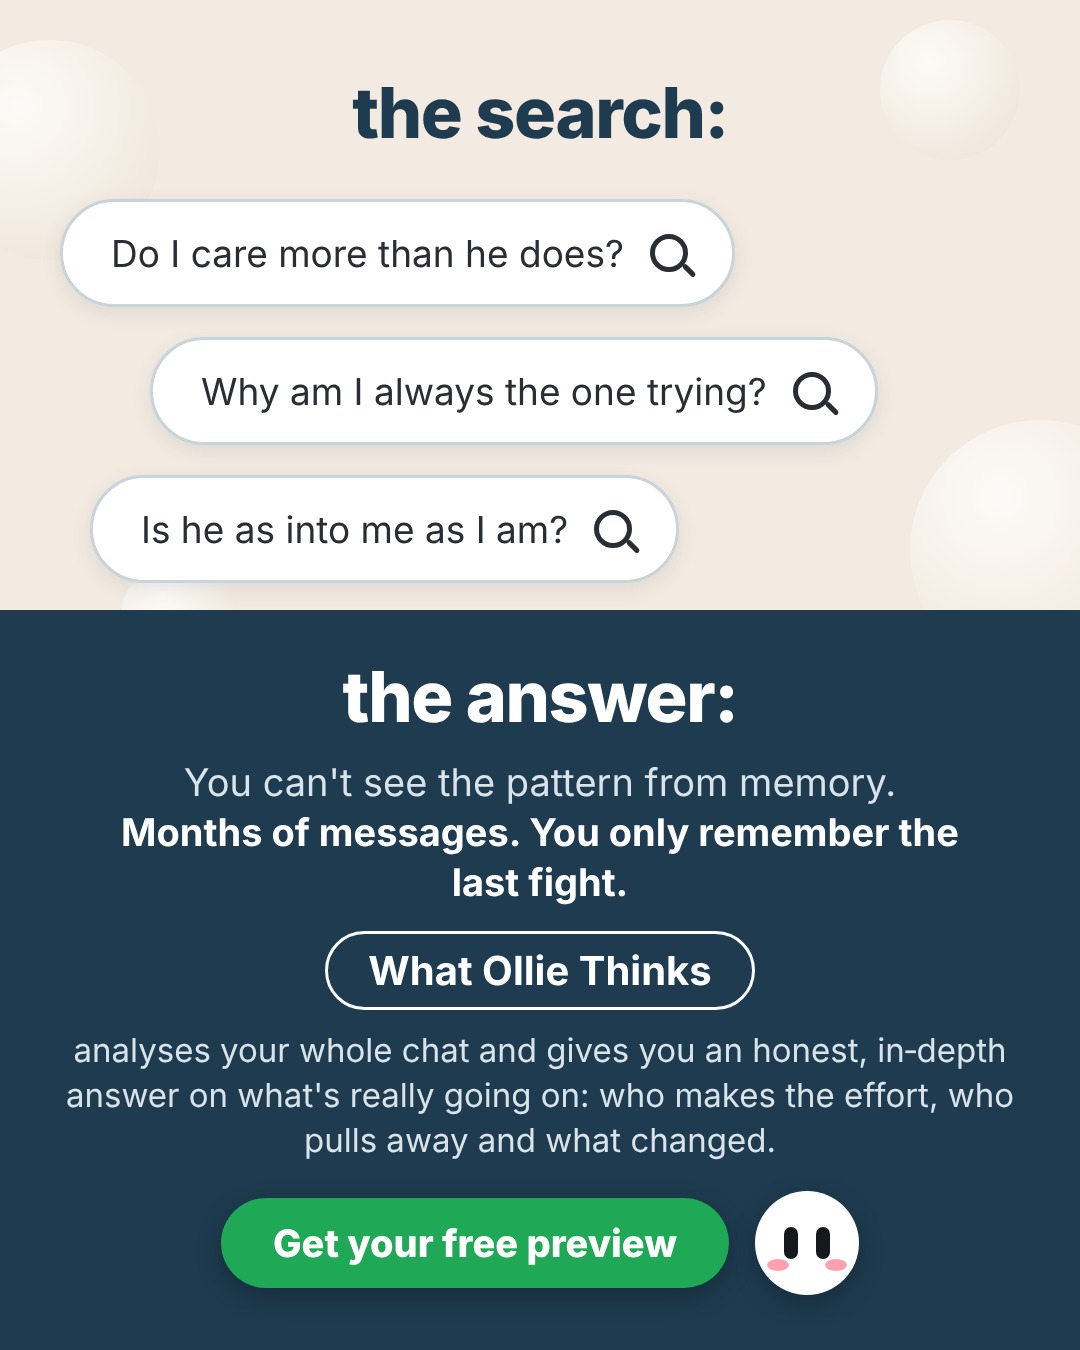 the search:
Do I care more than he does?
Why am I always the one trying?
Is he as into me as I am?
the answer:
You can't see the pattern from memory.
Months of messages. You only remember the
last fight.
What Ollie Thinks
analyses your whole chat and gives you an honest, in-depth
answer on what's really going on: who makes the effort, who
pulls away and what changed.
Get your free preview